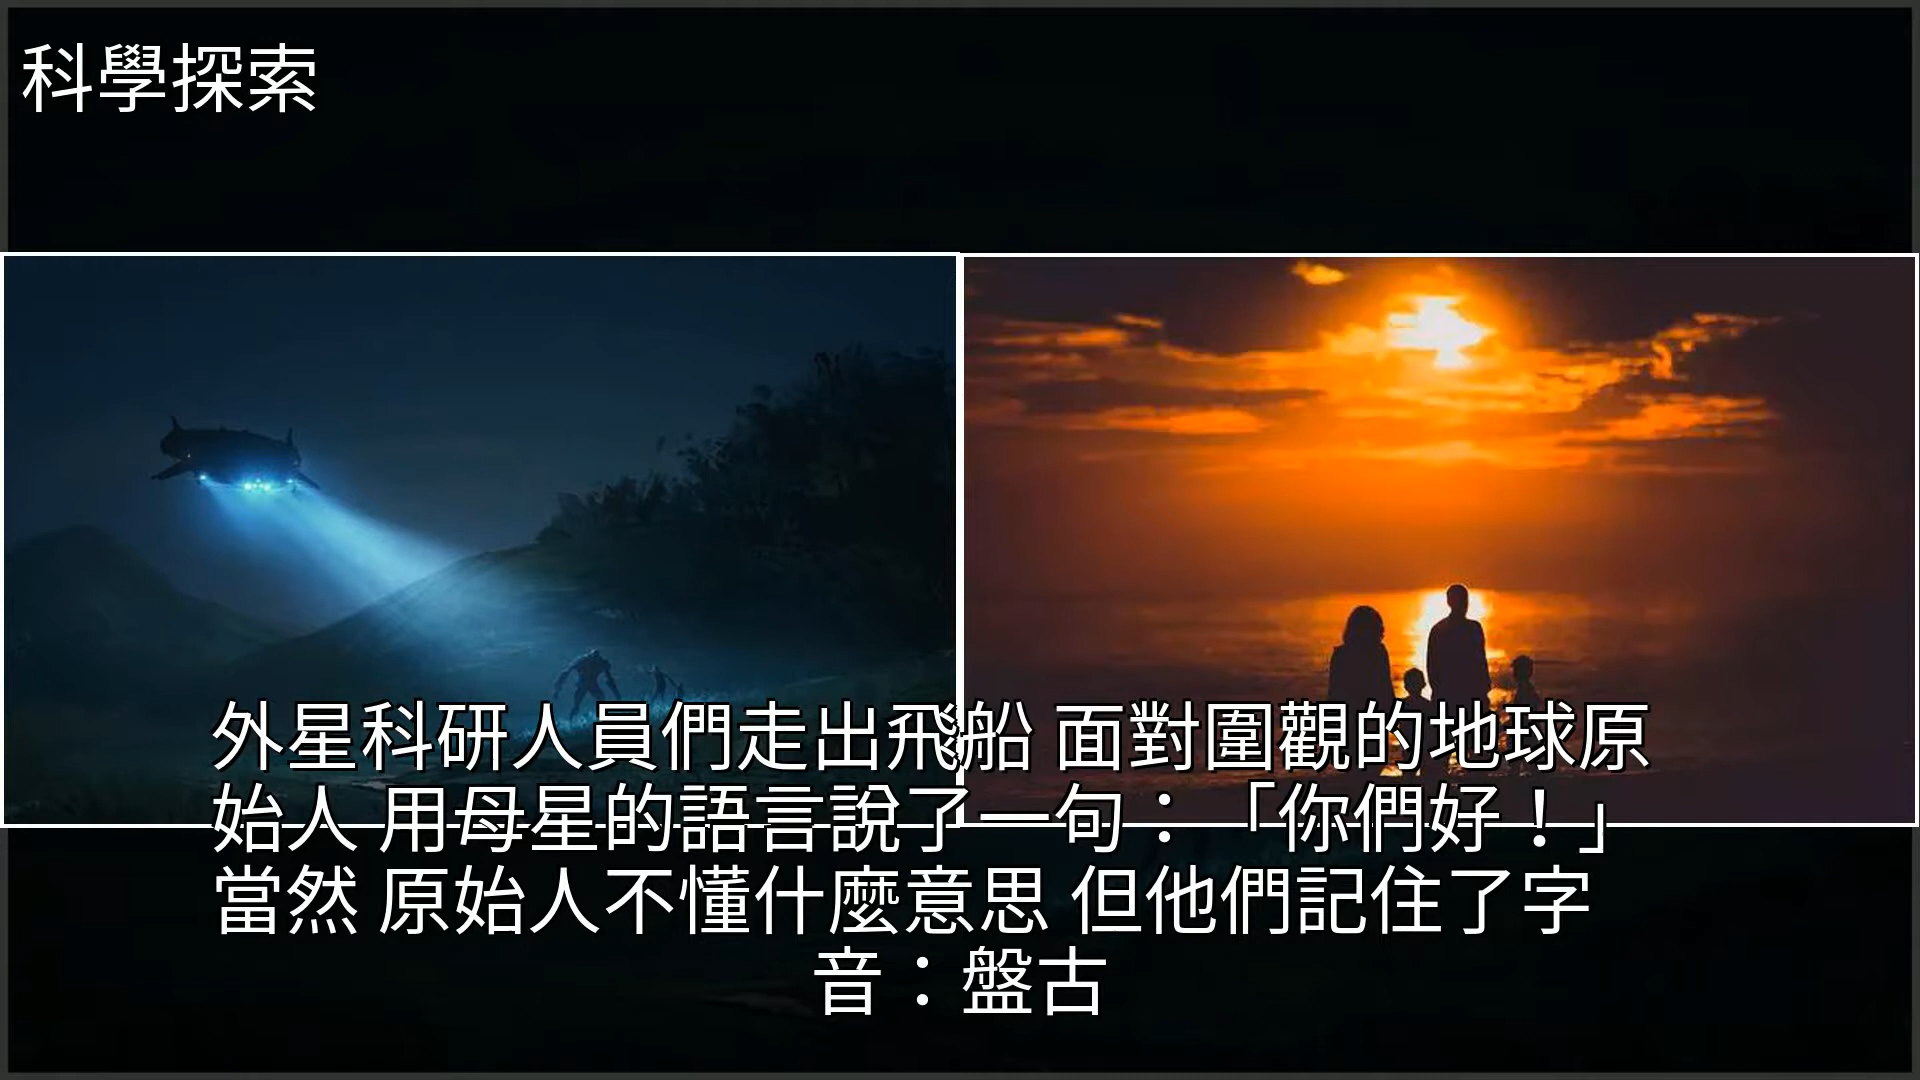 科學探索
外星科研人員們走出飛船 面對圍觀的地球原
始人 用母星的語言說了一句：「你們好！」
當然 原始人不懂什麼意思 但他們記住了字
音：盤古